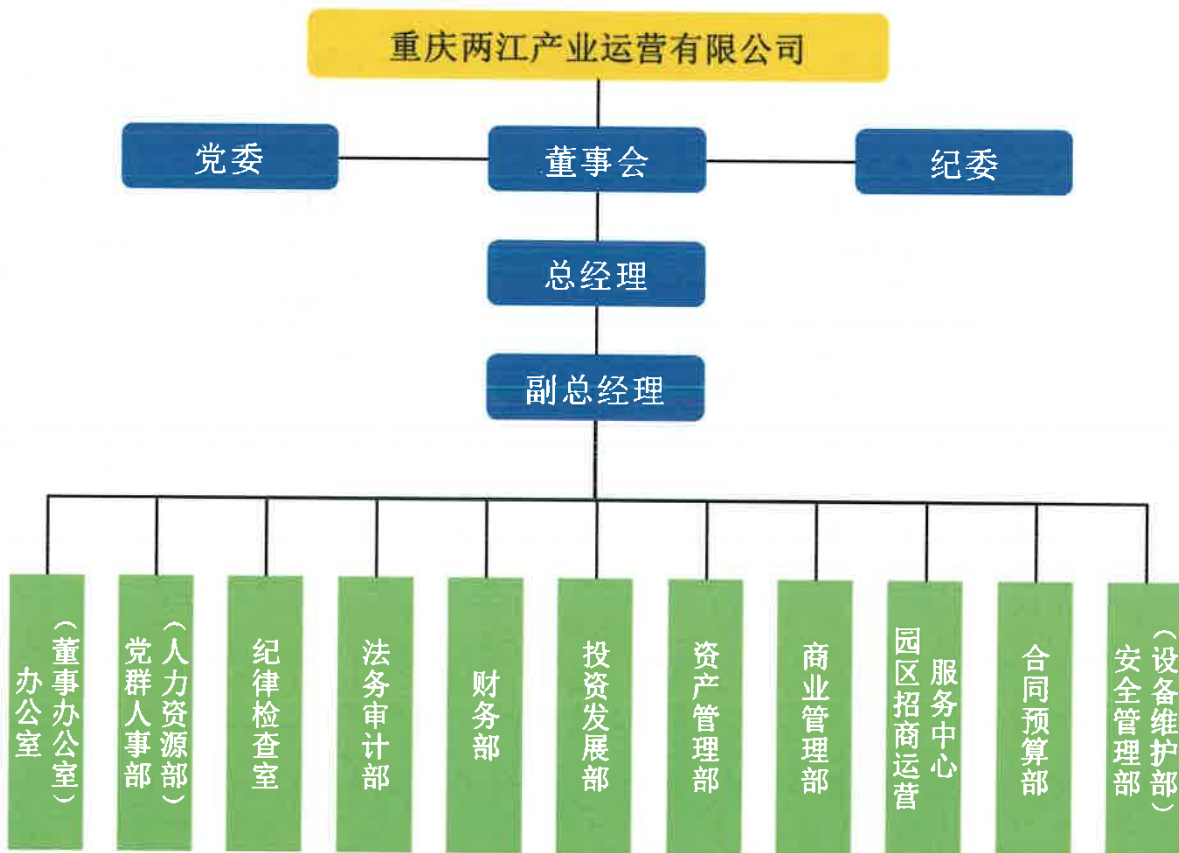 重庆两江产业运营有限公司
党委
董事会
纪委
总经理
副总经理
办公室
（董事办公室）
党群人事部
（人力资源部）
纪律检查室
法务审计部
财务部
投资发展部
资产管理部
商业管理部
园区招商运营
服务中心
合同预算部
安全管理部
（设备维护部）